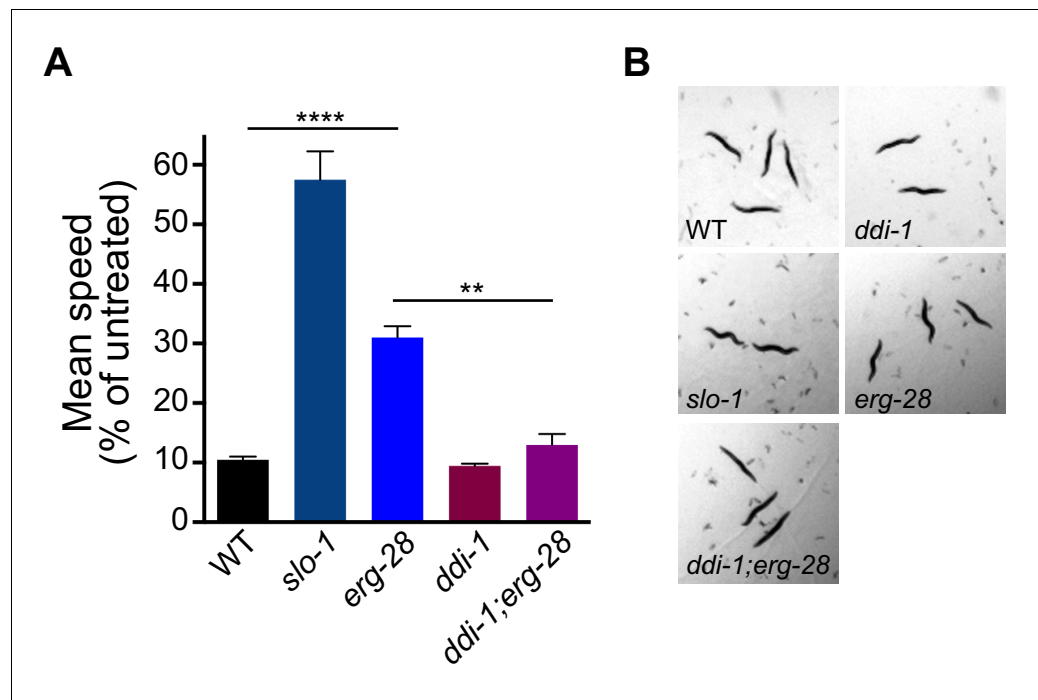 A
Mean speed
(% of untreated)
60
50
40
30
20
10
0
****
**
WT
slo-1
erg-28
ddi-1
ddi-1;erg-28
B
WT
ddi-1
slo-1
erg-28
ddi-1;erg-28